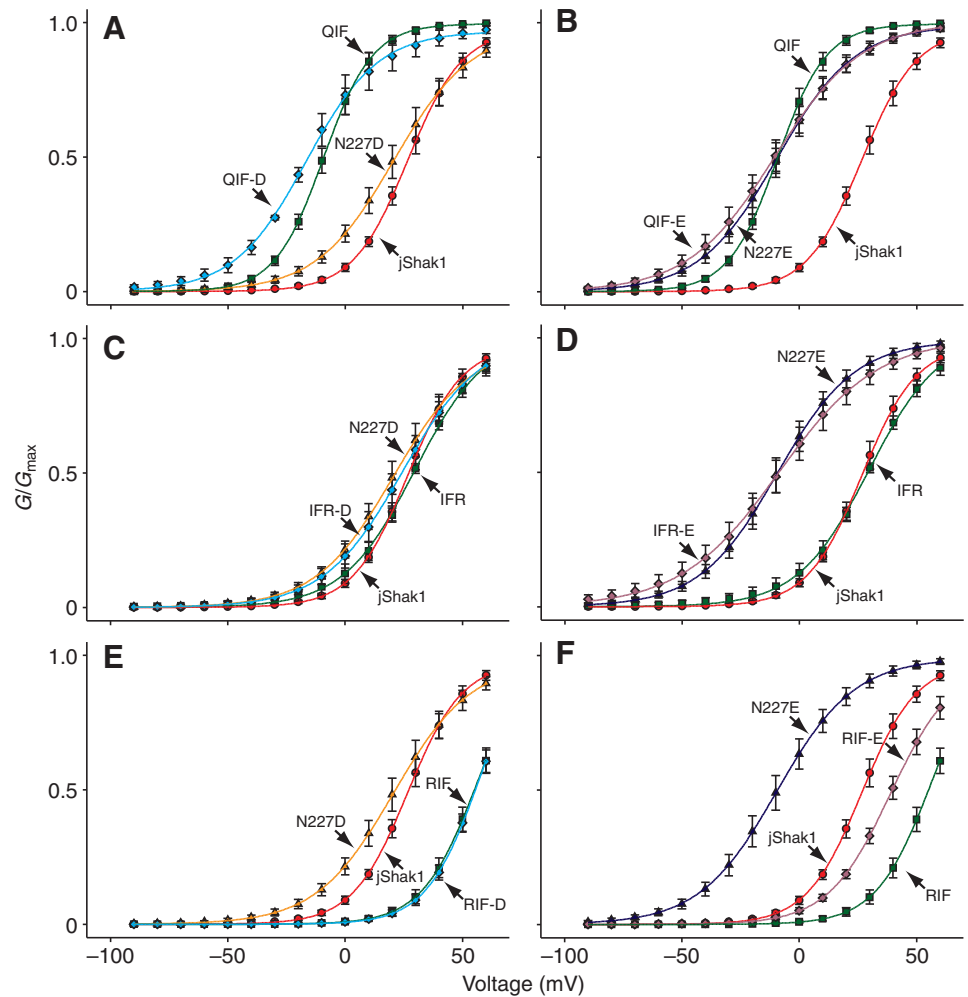 A
1.0
0.5
0
QIF
N227D
QIF-D
jShak1
B
QIF
QIF-E
N227E
jShak1
C
1.0
0.5
0
N227D
IFR-D
IFR
jShak1
D
N227E
IFR-E
IFR
jShak1
G/Gmax
E
1.0
0.5
0
N227D
RIF
jShak1
RIF-D
F
N227E
RIF-E
jShak1
RIF
−100 −50 0 50
−100 −50 0 50
Voltage (mV)